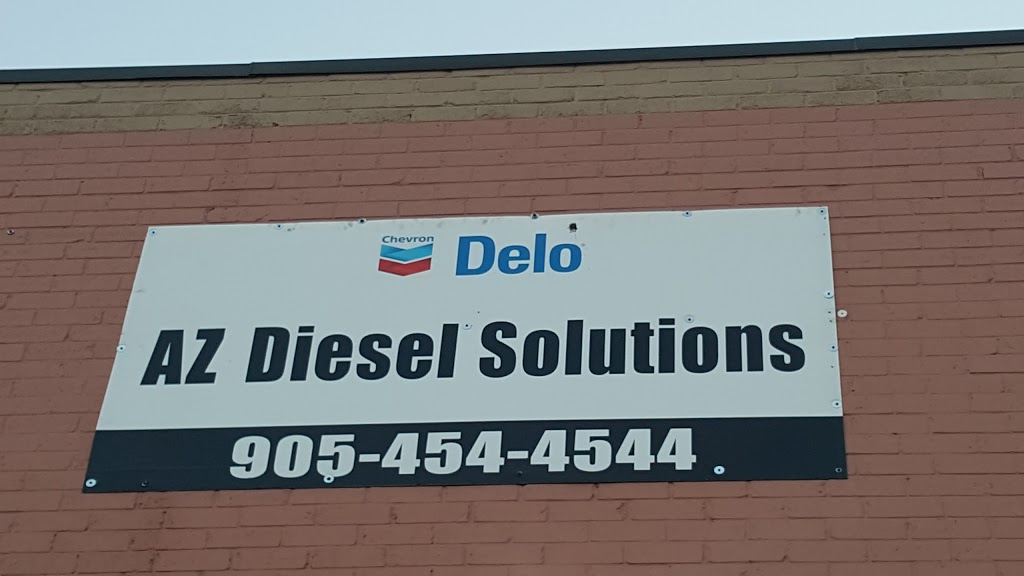 Chevron Delo
AZ Diesel Solutions
905-454-4544